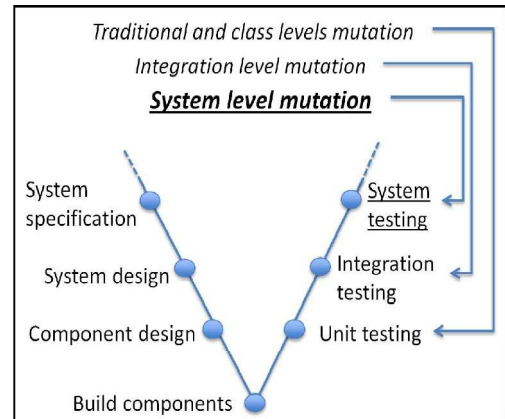 Traditional and class levels mutation
Integration level mutation
System level mutation
System
specification
System
testing
System design
Integration
testing
Component design
Unit testing
Build components